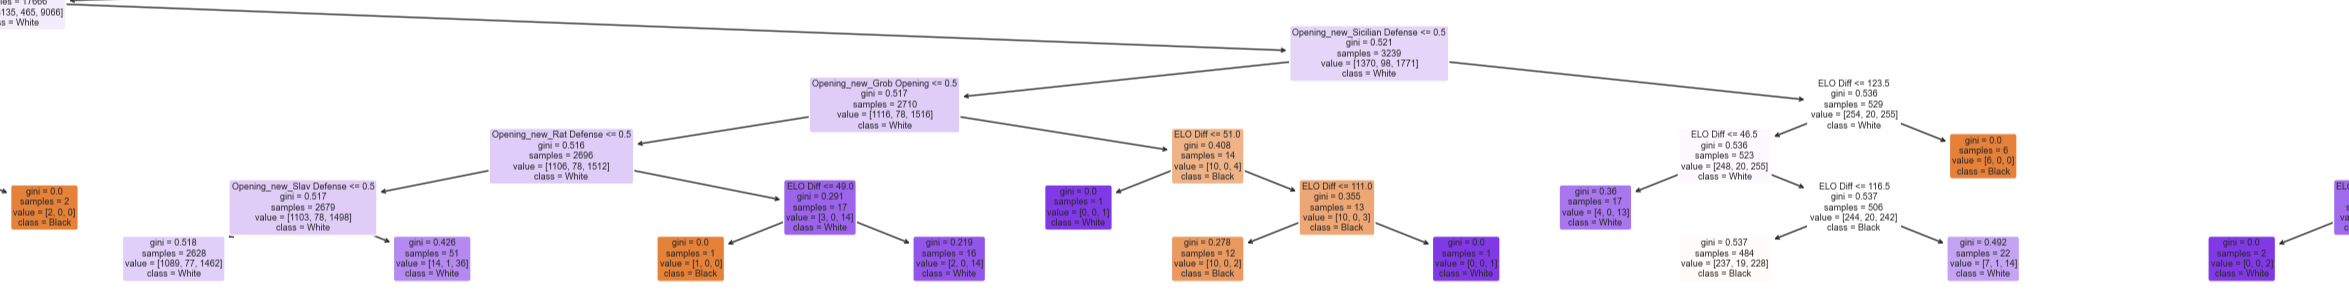 135, 465, 9066]
Opening_new_Sicilian Defense <= 0.5
gini = 0.521
samples = 3239
value = [1370, 98, 1771]
class = White
Opening_new_Grob Opening <= 0.5
gini = 0.517
samples = 2710
value = [1116, 78, 1516]
class = White
ELO Diff <= 123.5
gini = 0.536
samples = 529
value = [254, 20, 255]
class = White
Opening_new_Rat Defense <= 0.5
gini = 0.516
samples = 2696
value = [1106, 78, 1512]
class = White
ELO Diff <= 51.0
gini = 0.408
samples = 14
value = [10, 0, 4]
class = Black
ELO Diff <= 46.5
gini = 0.536
samples = 523
value = [248, 20, 255]
class = White
gini = 0.0
samples = 6
value = [6, 0, 0]
class = Black
gini = 0.0
samples = 2
value = [2, 0, 0]
class = Black
Opening_new_Slav Defense <= 0.5
gini = 0.517
samples = 2679
value = [1103, 78, 1498]
class = White
ELO Diff <= 49.0
gini = 0.291
samples = 17
value = [3, 0, 14]
class = White
gini = 0.0
samples = 1
value = [0, 0, 1]
class = White
ELO Diff <= 111.0
gini = 0.355
samples = 13
value = [10, 0, 3]
class = Black
gini = 0.36
samples = 17
value = [4, 0, 13]
class = White
ELO Diff <= 116.5
gini = 0.537
samples = 506
value = [244, 20, 242]
class = Black
gini = 0.518
samples = 2628
value = [1089, 77, 1462]
class = White
gini = 0.426
samples = 51
value = [14, 1, 36]
class = White
gini = 0.0
samples = 1
value = [1, 0, 0]
class = Black
gini = 0.219
samples = 16
value = [2, 0, 14]
class = White
gini = 0.278
samples = 12
value = [10, 0, 2]
class = Black
gini = 0.0
samples = 1
value = [0, 0, 1]
class = White
gini = 0.537
samples = 484
value = [237, 19, 228]
class = Black
gini = 0.492
samples = 22
value = [7, 1, 14]
class = White
gini = 0.0
samples = 2
value = [0, 0, 2]
class = White